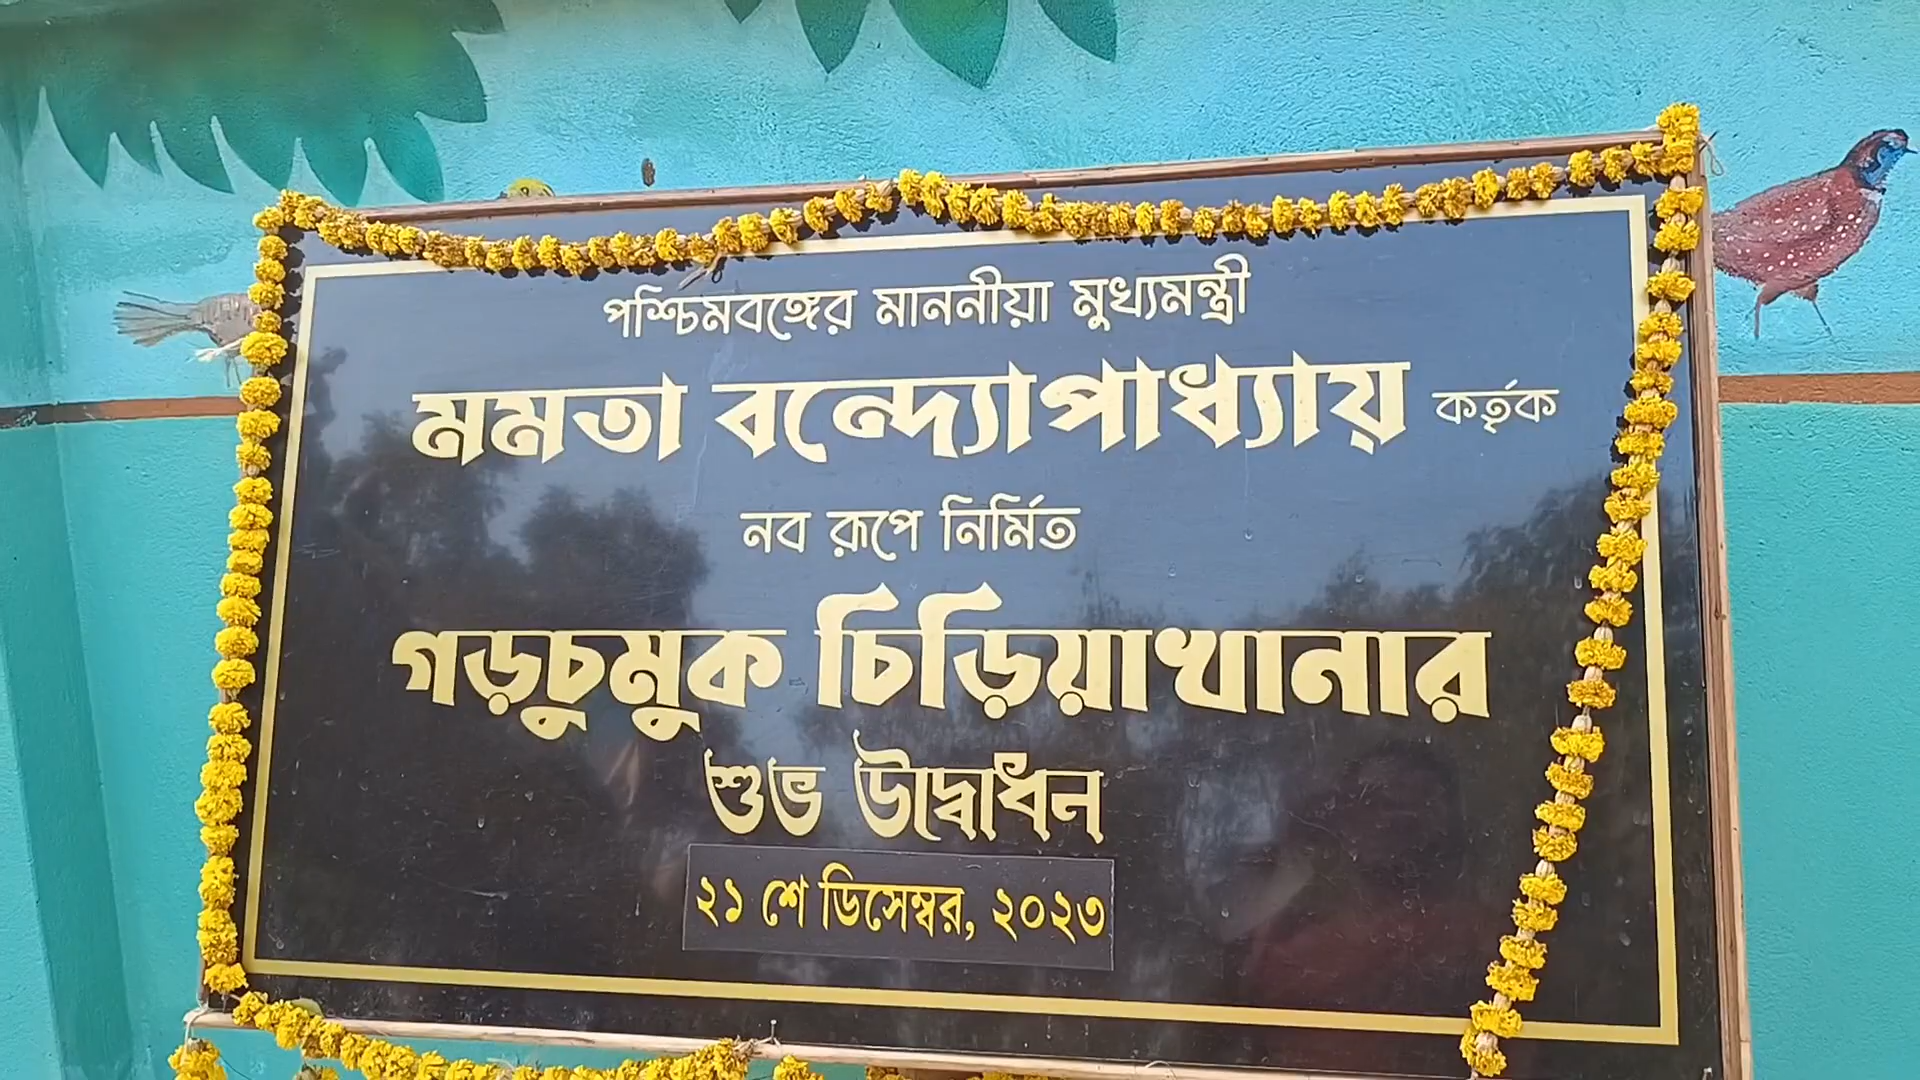 পশ্চিমবঙ্গের মাননীয়া মুখ্যমন্ত্রী
মমতা বন্দ্যোপাধ্যায় কর্তৃক
নব রূপে নির্মিত
গড়চুমুক চিড়িয়াখানার
শুভ উদ্বোধন
২১ শে ডিসেম্বর, ২০২৩